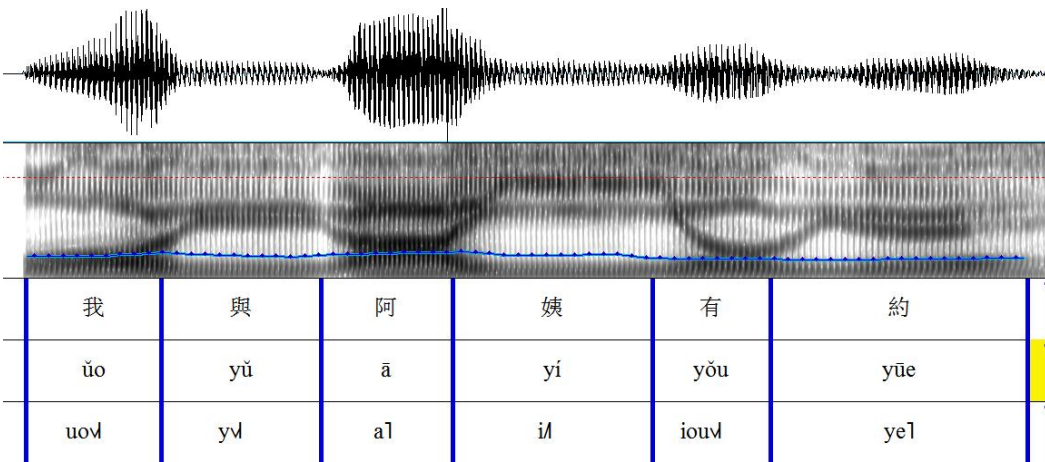 我 與 阿 姨 有 約
ǔo yǔ ā yí yǒu yūe
uo˨˩˦ y˨˩˦ a˥ i˧˥ iou˨˩˦ ye˥